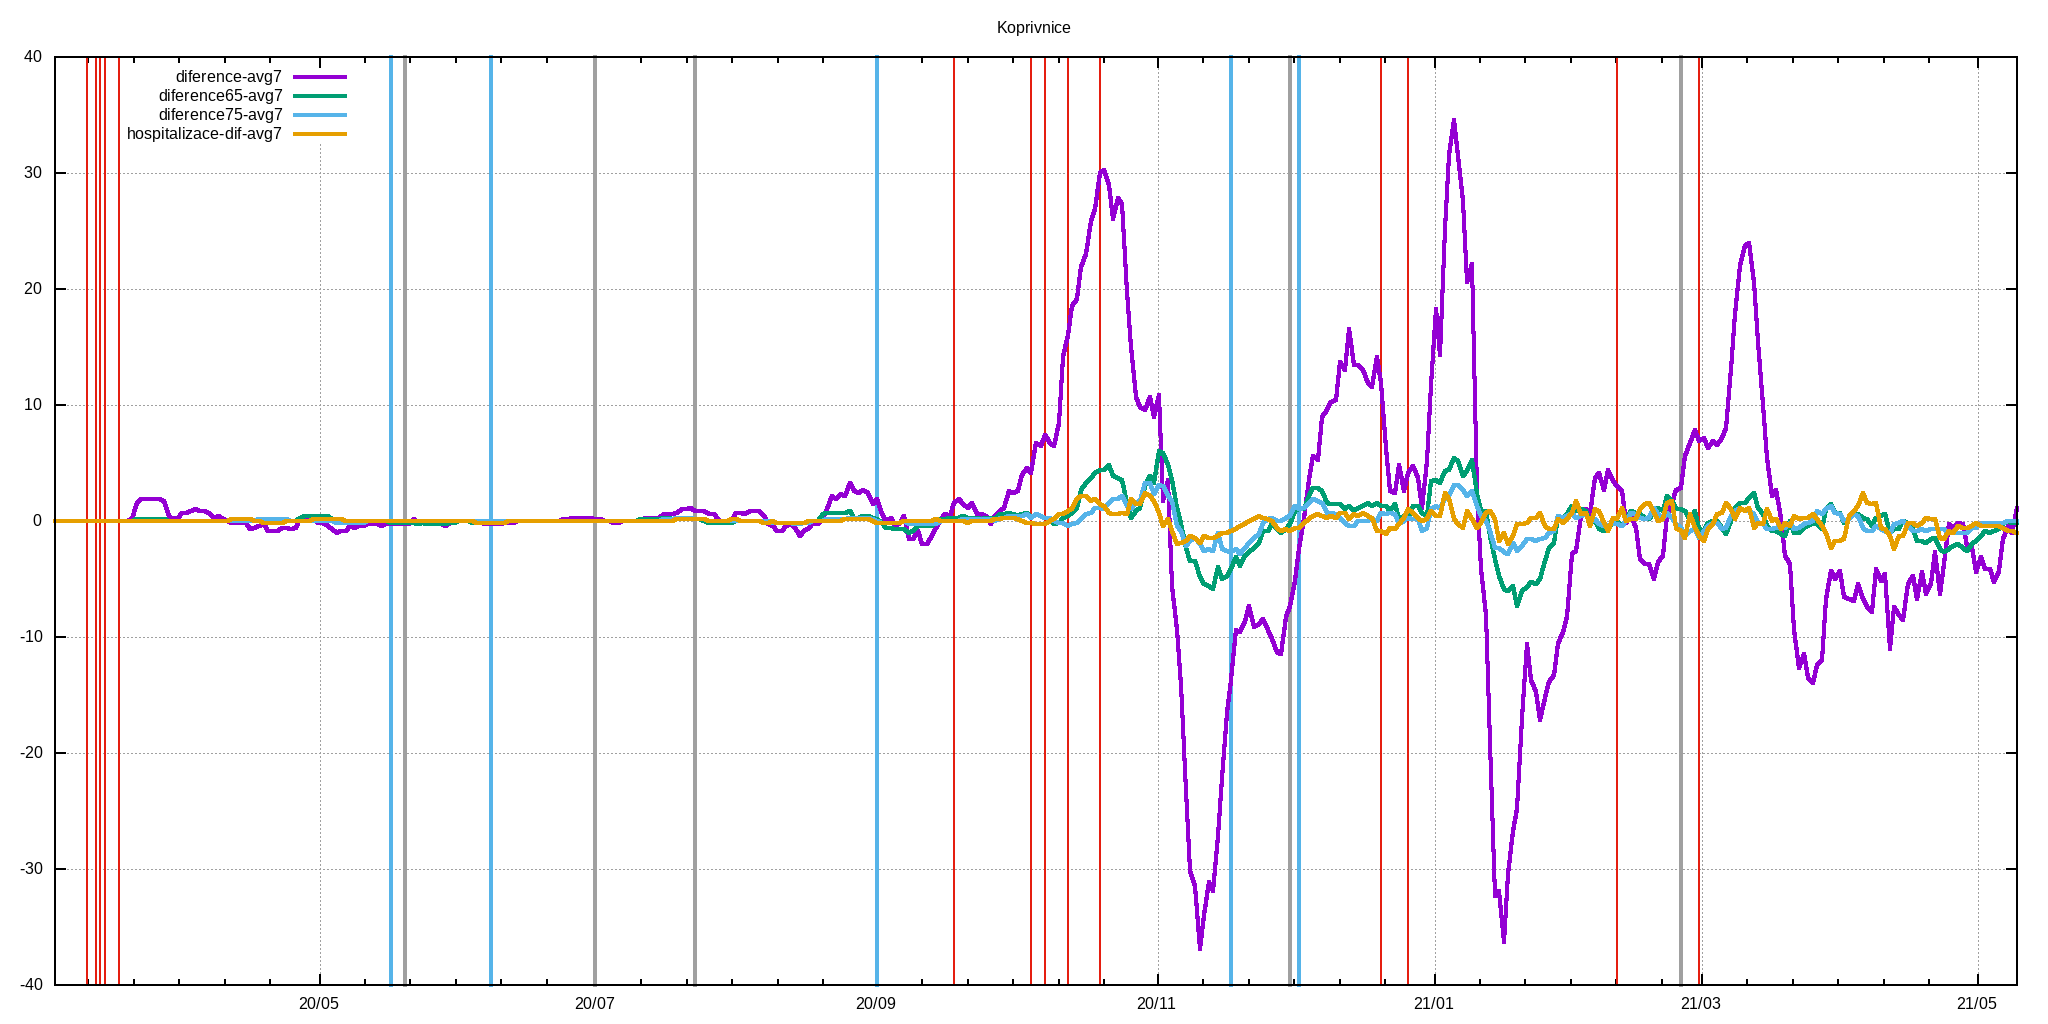 Koprivnice
diference-avg7
diference65-avg7
diference75-avg7
hospitalizace-dif-avg7
40
30
20
10
0
-10
-20
-30
-40
20/05 20/07 20/09 20/11 21/01 21/03 21/05